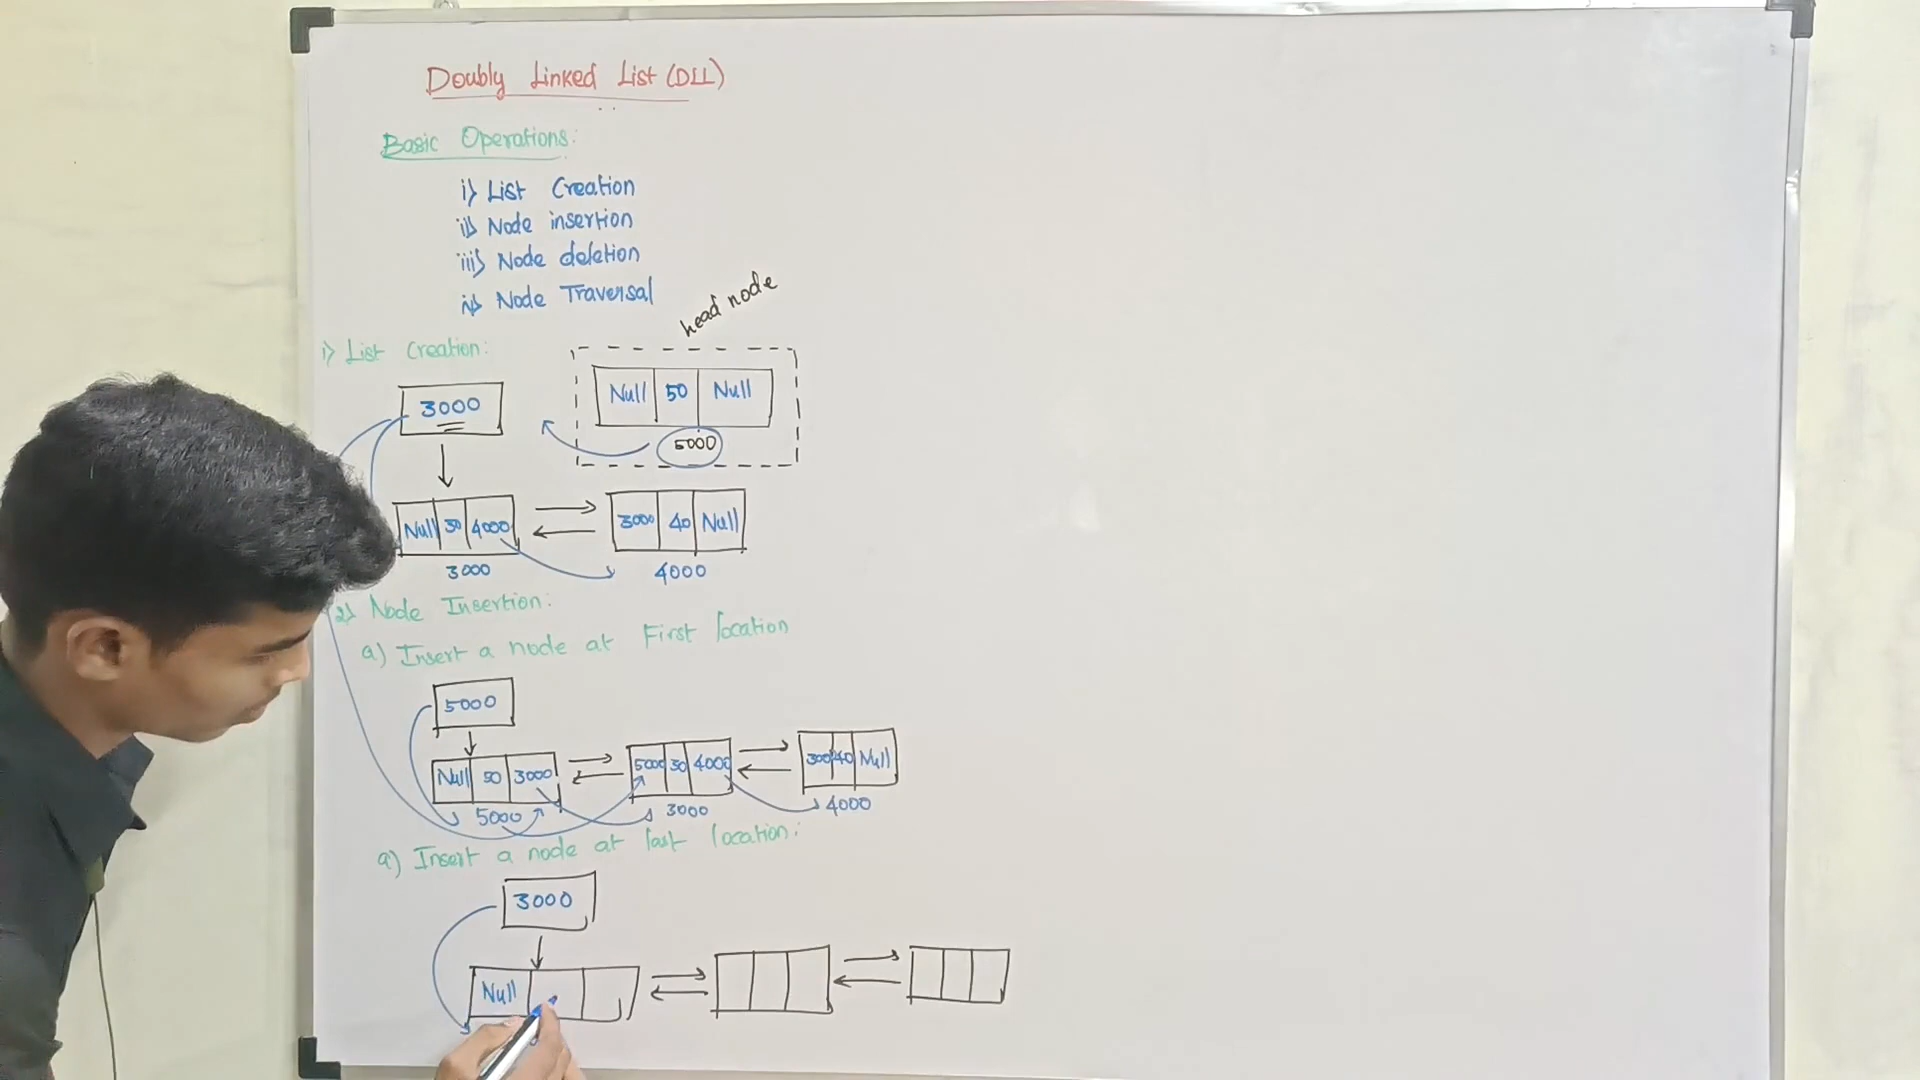 Doubly Linked List (DLL)
Basic Operations:
i) List Creation
ii) Node insertion
iii) Node deletion
iv) Node Traversal
head node
i) List Creation:
3000
Null 50 Null
5000
Null 30 4000
3000 40 Null
3000
4000
2) Node Insertion:
a) Insert a node at First location
5000
Null 50 3000
5000 30 4000
300 40 Null
5000
3000
4000
a) Insert a node at last location:
3000
Null